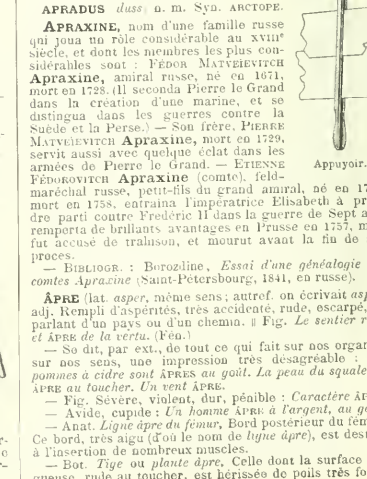 APRADUS duss n. m. Syn. ARCTOPE.
APRAXINE, nom d'une famille russe
qui joua un rôle considérable au XVIIIe
siècle, et dont les membres les plus con-
sidérables sont : FÉDOR MATVEÏEVITCH
Apraxine, amiral russe, né en 1671,
mort en 1728. (Il seconda Pierre le Grand
dans la création d'une marine, et se
distingua dans les guerres contre la
Suède et la Perse.) — Son frère, PIERRE
MATVEÏEVITCH Apraxine, mort en 1729,
servit aussi avec quelque éclat dans les
armées de Pierre le Grand. — ETIENNE
FÉDOROVITCH Apraxine (comte), feld-
maréchal russe, petit-fils du grand amiral, né en 17
mort en 1758, entraîna l'impératrice Elisabeth à pr
dre parti contre Frédéric II dans la guerre de Sept a
remporta de brillants avantages en Prusse en 1757, m
fut accusé de trahison, et mourut avant la fin de
procès.
— BIBLIOGR. : Borozdine, Essai d'une généalogie
comtes Apraxine (Saint-Pétersbourg, 1841, en russe).
ÂPRE (lat. asper, même sens; autref. on écrivait asp
adj. Rempli d'aspérités, très accidenté, rude, escarpé,
parlant d'un pays ou d'un chemin. || Fig. Le sentier r
et ÂPRE de la vertu. (Fén.)
— Se dit, par ext., de tout ce qui fait sur nos organ
sur nos sens, une impression très désagréable :
pommes à cidre sont ÂPRES au goût. La peau du squale
ÂPRE au toucher. Un vent ÂPRE.
— Fig. Sévère, violent, dur, pénible : Caractère ÂP
— Avide, cupide : Un homme ÂPRE à l'argent, au ga
— Anat. Ligne âpre du fémur, Bord postérieur du fém
Ce bord, très aigu (d'où le nom de ligne âpre), est dest
à l'insertion de nombreux muscles.
— Bot. Tige ou plante âpre, Celle dont la surface
gueuse, rude au toucher, est hérissée de poils très fo
Appuyoir.